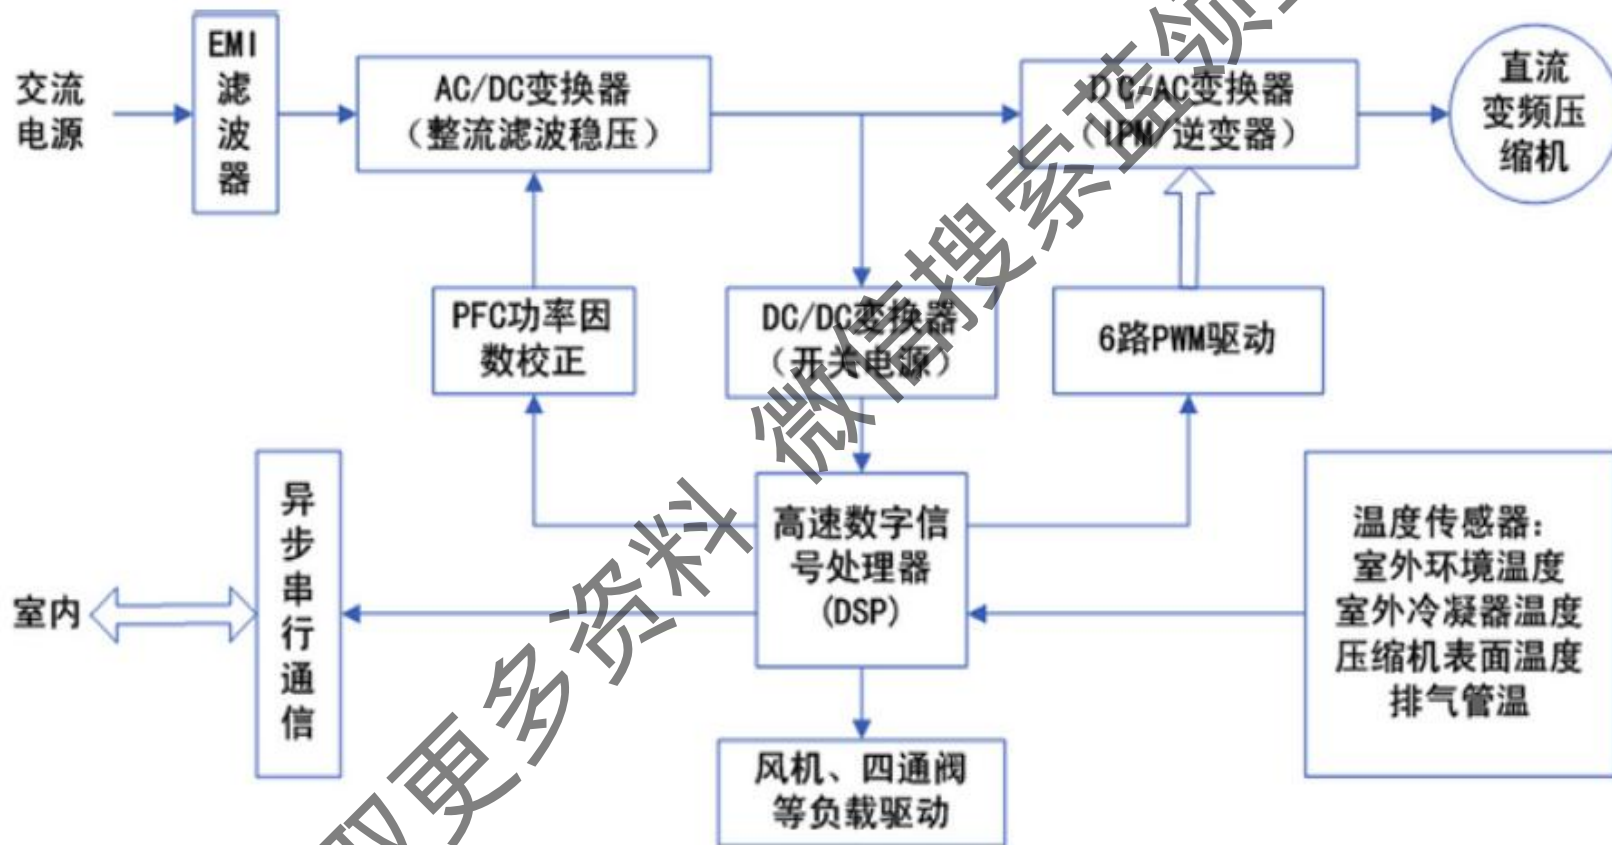 交流
电源
EMI
滤
波
器
AC/DC变换器
（整流滤波稳压）
DC/AC变换器
（IPM/逆变器）
直流
变频压
缩机
PFC功率因
数校正
DC/DC变换器
（开关电源）
6路PWM驱动
室内
异
步
串
行
通
信
高速数字信
号处理器
(DSP)
温度传感器：
室外环境温度
室外冷凝器温度
压缩机表面温度
排气管温
风机、四通阀
等负载驱动
取更多资料 微信搜索蓝领